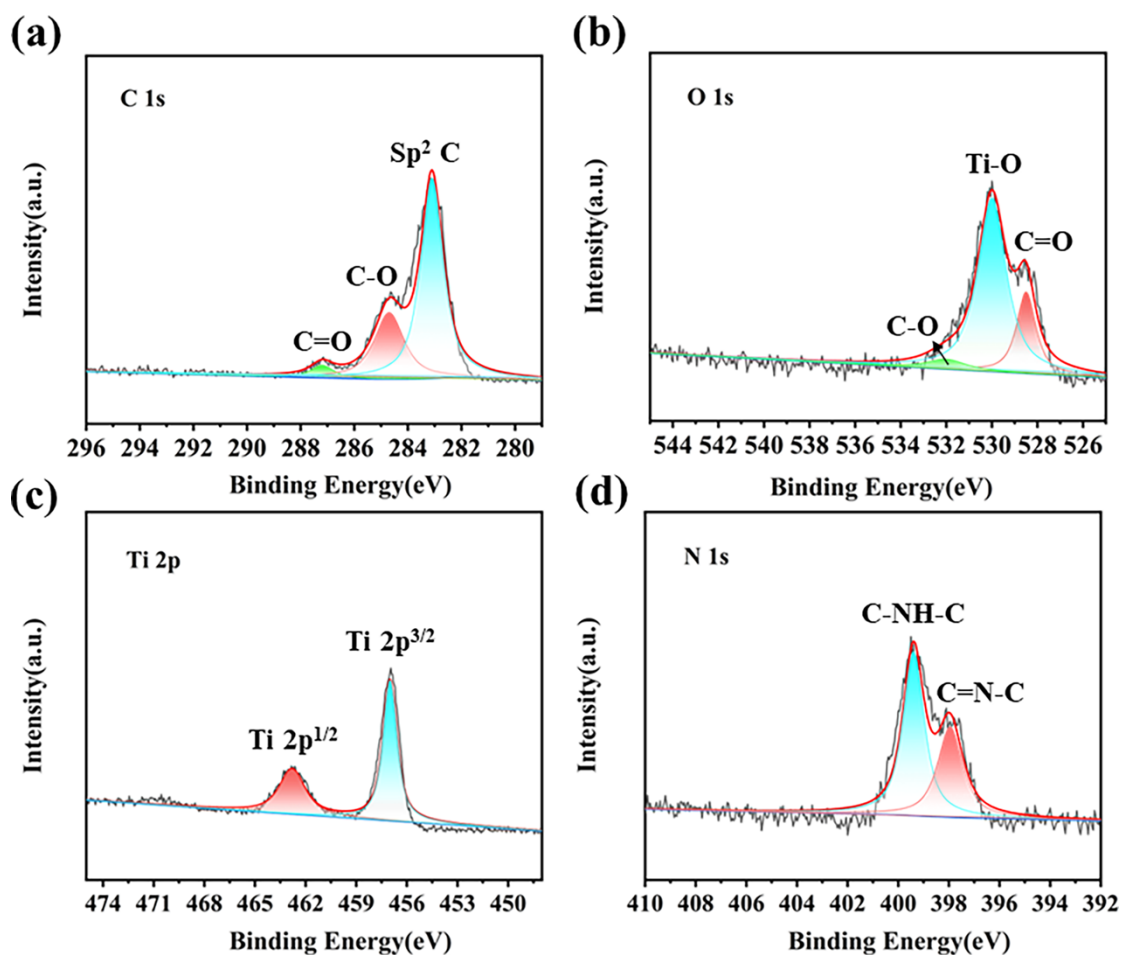 (a)
C 1s
Sp² C
C-O
C=O
Intensity(a.u.)
296 294 292 290 288 286 284 282 280
Binding Energy(eV)
(b)
O 1s
Ti-O
C=O
C-O
Intensity(a.u.)
544 542 540 538 536 534 532 530 528 526
Binding Energy(eV)
(c)
Ti 2p
Ti 2p³/²
Ti 2p¹/²
Intensity(a.u.)
474 471 468 465 462 459 456 453 450
Binding Energy(eV)
(d)
N 1s
C-NH-C
C=N-C
Intensity(a.u.)
410 408 406 404 402 400 398 396 394 392
Binding Energy(eV)